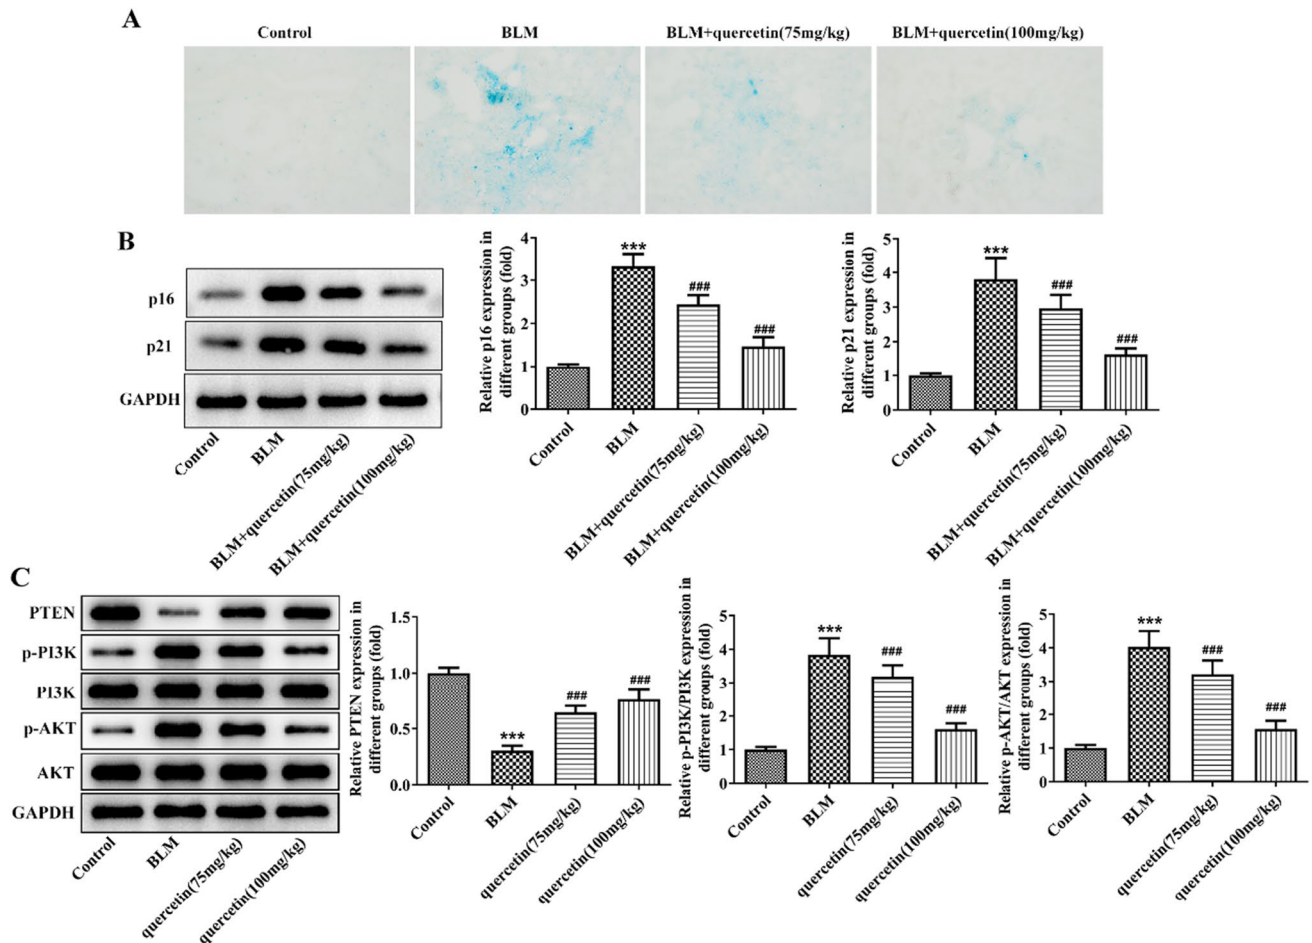 A
Control
BLM
BLM+quercetin(75mg/kg)
BLM+quercetin(100mg/kg)
B
p16
p21
GAPDH
Control
BLM
BLM+quercetin(75mg/kg)
BLM+quercetin(100mg/kg)
Relative p16 expression in
different groups (fold)
4
3
2
1
0
***
###
###
Control
BLM
BLM+quercetin(75mg/kg)
BLM+quercetin(100mg/kg)
Relative p21 expression in
different groups (fold)
5
4
3
2
1
0
***
###
###
Control
BLM
BLM+quercetin(75mg/kg)
BLM+quercetin(100mg/kg)
C
PTEN
p-PI3K
PI3K
p-AKT
AKT
GAPDH
Control
BLM
quercetin(75mg/kg)
quercetin(100mg/kg)
Relative PTEN expression in
different groups (fold)
1.5
1.0
0.5
0.0
***
###
###
Control
BLM
quercetin(75mg/kg)
quercetin(100mg/kg)
Relative p-PI3K/PI3K expression in
different groups (fold)
5
4
3
2
1
0
***
###
###
Control
BLM
quercetin(75mg/kg)
quercetin(100mg/kg)
Relative p-AKT/AKT expression in
different groups (fold)
5
4
3
2
1
0
***
###
###
Control
BLM
quercetin(75mg/kg)
quercetin(100mg/kg)